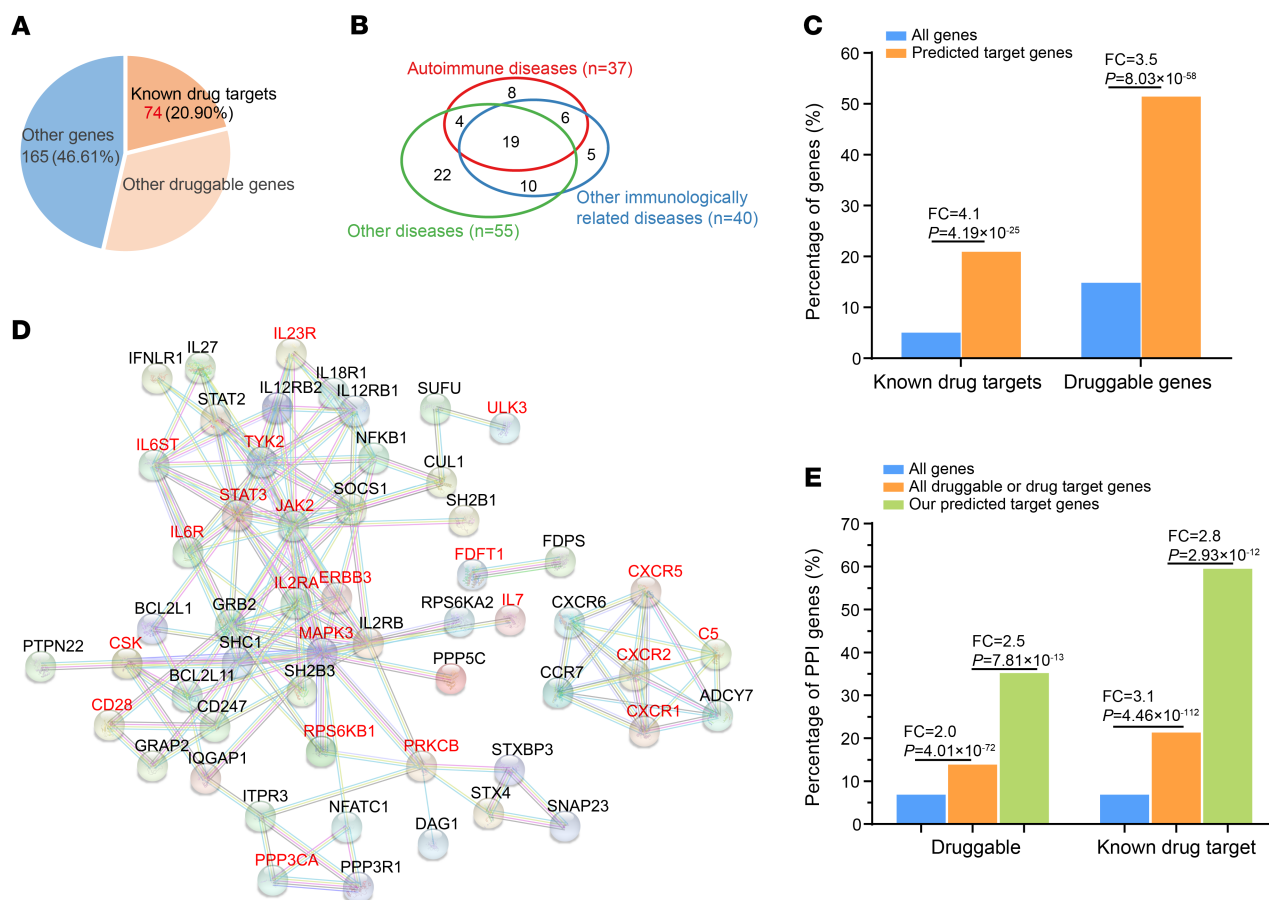 A
Known drug targets
74 (20.90%)
Other genes
165 (46.61%)
Other druggable genes
B
Autoimmune diseases (n=37)
8
4
6
19
5
22
10
Other immunologically
related diseases (n=40)
Other diseases (n=55)
C
All genes
Predicted target genes
Percentage of genes (%)
60
50
40
30
20
10
0
FC=4.1
P=4.19×10-25
FC=3.5
P=8.03×10-58
Known drug targets
Druggable genes
D
IL23R
IFNLR1
IL27
IL18R1
IL12RB2
IL12RB1
STAT2
SUFU
ULK3
IL6ST
TYK2
NFKB1
CUL1
STAT3
JAK2
SOCS1
SH2B1
IL6R
FDFT1
FDPS
IL2RA
ERBB3
CXCR5
BCL2L1
GRB2
RPS6KA2
IL7
CXCR6
PTPN22
CSK
SHC1
MAPK3
IL2RB
C5
BCL2L11
SH2B3
PPP5C
CCR7
CXCR2
CD28
CD247
ADCY7
CXCR1
GRAP2
IQGAP1
RPS6KB1
PRKCB
STXBP3
ITPR3
NFATC1
STX4
SNAP23
DAG1
PPP3CA
PPP3R1
E
All genes
All druggable or drug target genes
Our predicted target genes
Percentage of PPI genes (%)
70
60
50
40
30
20
10
0
FC=2.0
P=4.01×10-72
FC=2.5
P=7.81×10-13
FC=3.1
P=4.46×10-112
FC=2.8
P=2.93×10-12
Druggable
Known drug target